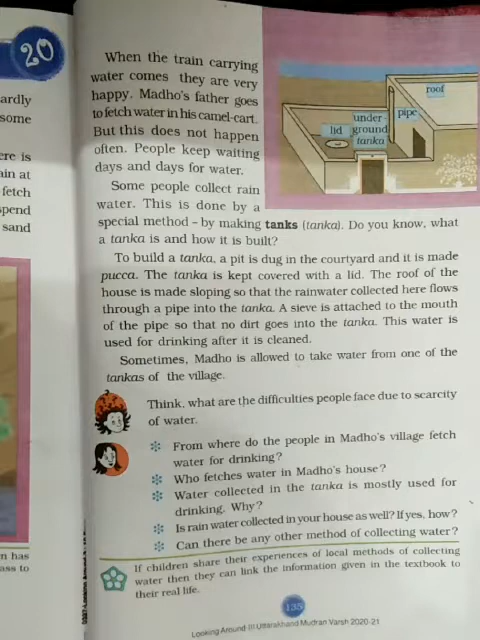 20
ardly
some
ere is
ain at
fetch
spend
sand
n has
ass to
When the train carrying
water comes they are very
happy. Madho's father goes
to fetch water in his camel-cart.
But this does not happen
often. People keep waiting
days and days for water.
roof
pipe
under-
lid ground
tanka
Some people collect rain
water. This is done by a
special method – by making tanks (tanka). Do you know, what
a tanka is and how it is built?
To build a tanka, a pit is dug in the courtyard and it is made
pucca. The tanka is kept covered with a lid. The roof of the
house is made sloping so that the rainwater collected here flows
through a pipe into the tanka. A sieve is attached to the mouth
of the pipe so that no dirt goes into the tanka. This water is
used for drinking after it is cleaned.
Sometimes, Madho is allowed to take water from one of the
tankas of the village.
Think, what are the difficulties people face due to scarcity
of water.
From where do the people in Madho's village fetch
water for drinking?
Who fetches water in Madho's house?
Water collected in the tanka is mostly used for
drinking. Why?
Is rain water collected in your house as well? If yes, how?
Can there be any other method of collecting water?
If children share their experiences of local methods of collecting
water then they can link the information given in the textbook to
their real life.
135
Looking Around-III Uttarakhand Mudran Varsh 2020-21